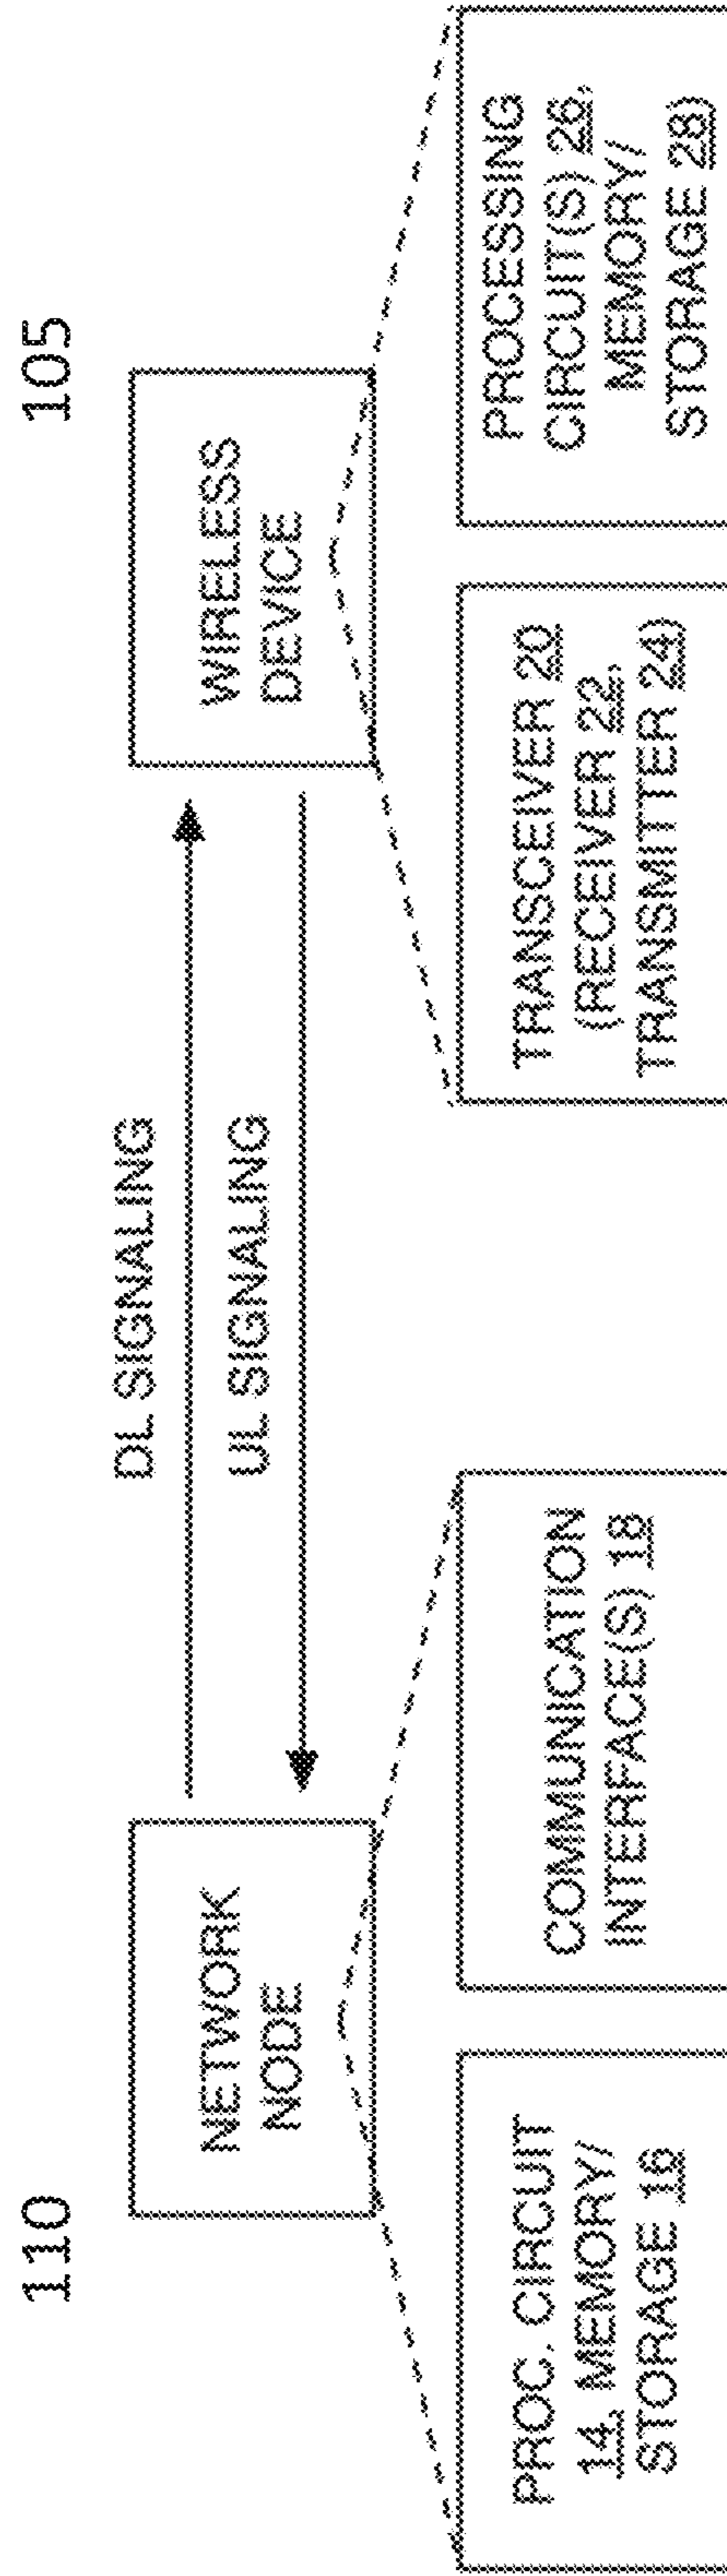 110
105
NETWORK
NODE
DL SIGNALING
UL SIGNALING
WIRELESS
DEVICE
PROC. CIRCUIT
14, MEMORY/
STORAGE 16
COMMUNICATION
INTERFACE(S) 18
TRANSCEIVER 20
(RECEIVER 22,
TRANSMITTER 24)
PROCESSING
CIRCUIT(S) 26,
MEMORY/
STORAGE 28)